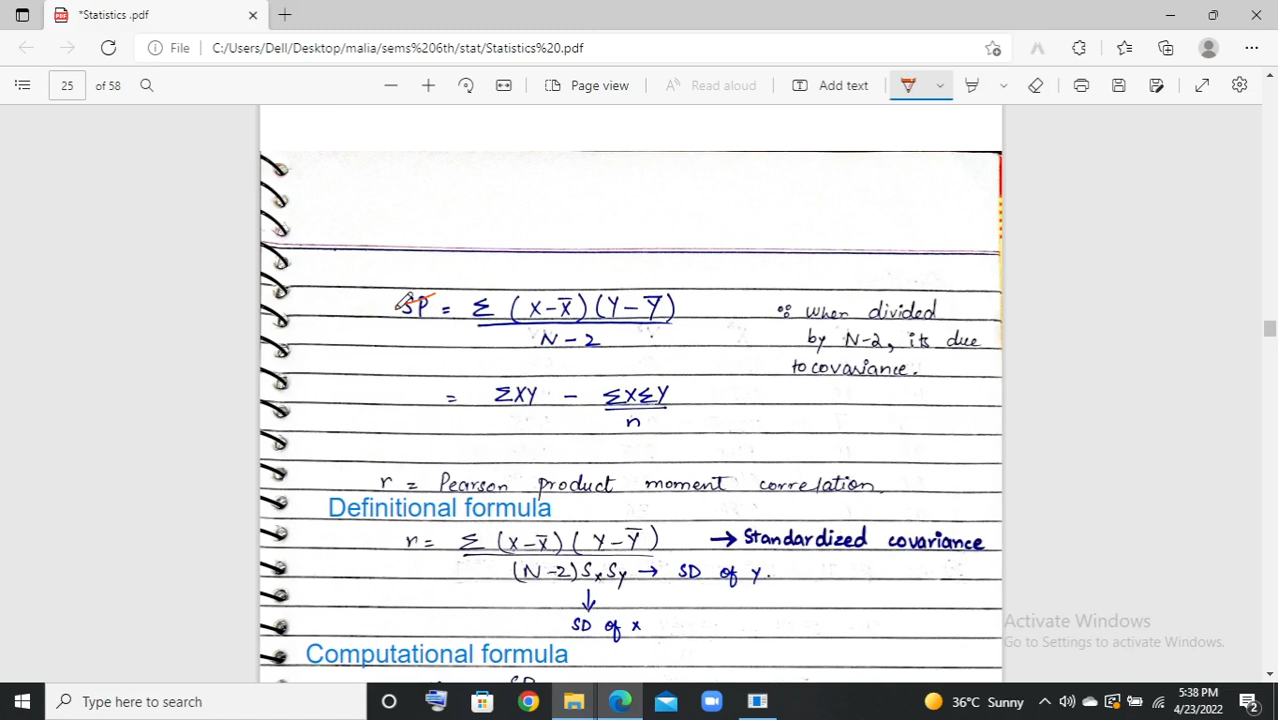 *Statistics .pdf
File C:/Users/Dell/Desktop/malia/sems%206th/stat/Statistics%20.pdf
25 of 58 Page view Read aloud Add text
SP = Σ (X-X̅)(Y-Y̅)
N-2
∵ when divided
by N-2, its due
to covariance.
= ΣXY - ΣXΣY
n
r = Pearson product moment correlation.
Definitional formula
r = Σ (X-X̅)(Y-Y̅) → Standardized covariance
(N-2)SxSy → SD of y.
↓
SD of x
Computational formula
Activate Windows
Go to Settings to activate Windows.
Type here to search
36°C Sunny
5:38 PM
4/23/2022
2